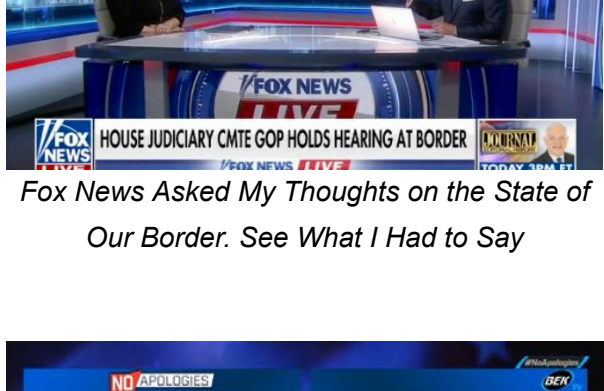 FOX NEWS
LIVE
FOX NEWS
LIVE
HOUSE JUDICIARY CMTE GOP HOLDS HEARING AT BORDER
JOURNAL
TODAY 3PM ET
FOX NEWS LIVE
Fox News Asked My Thoughts on the State of
Our Border. See What I Had to Say
#NoApologies
NO APOLOGIES
BEK